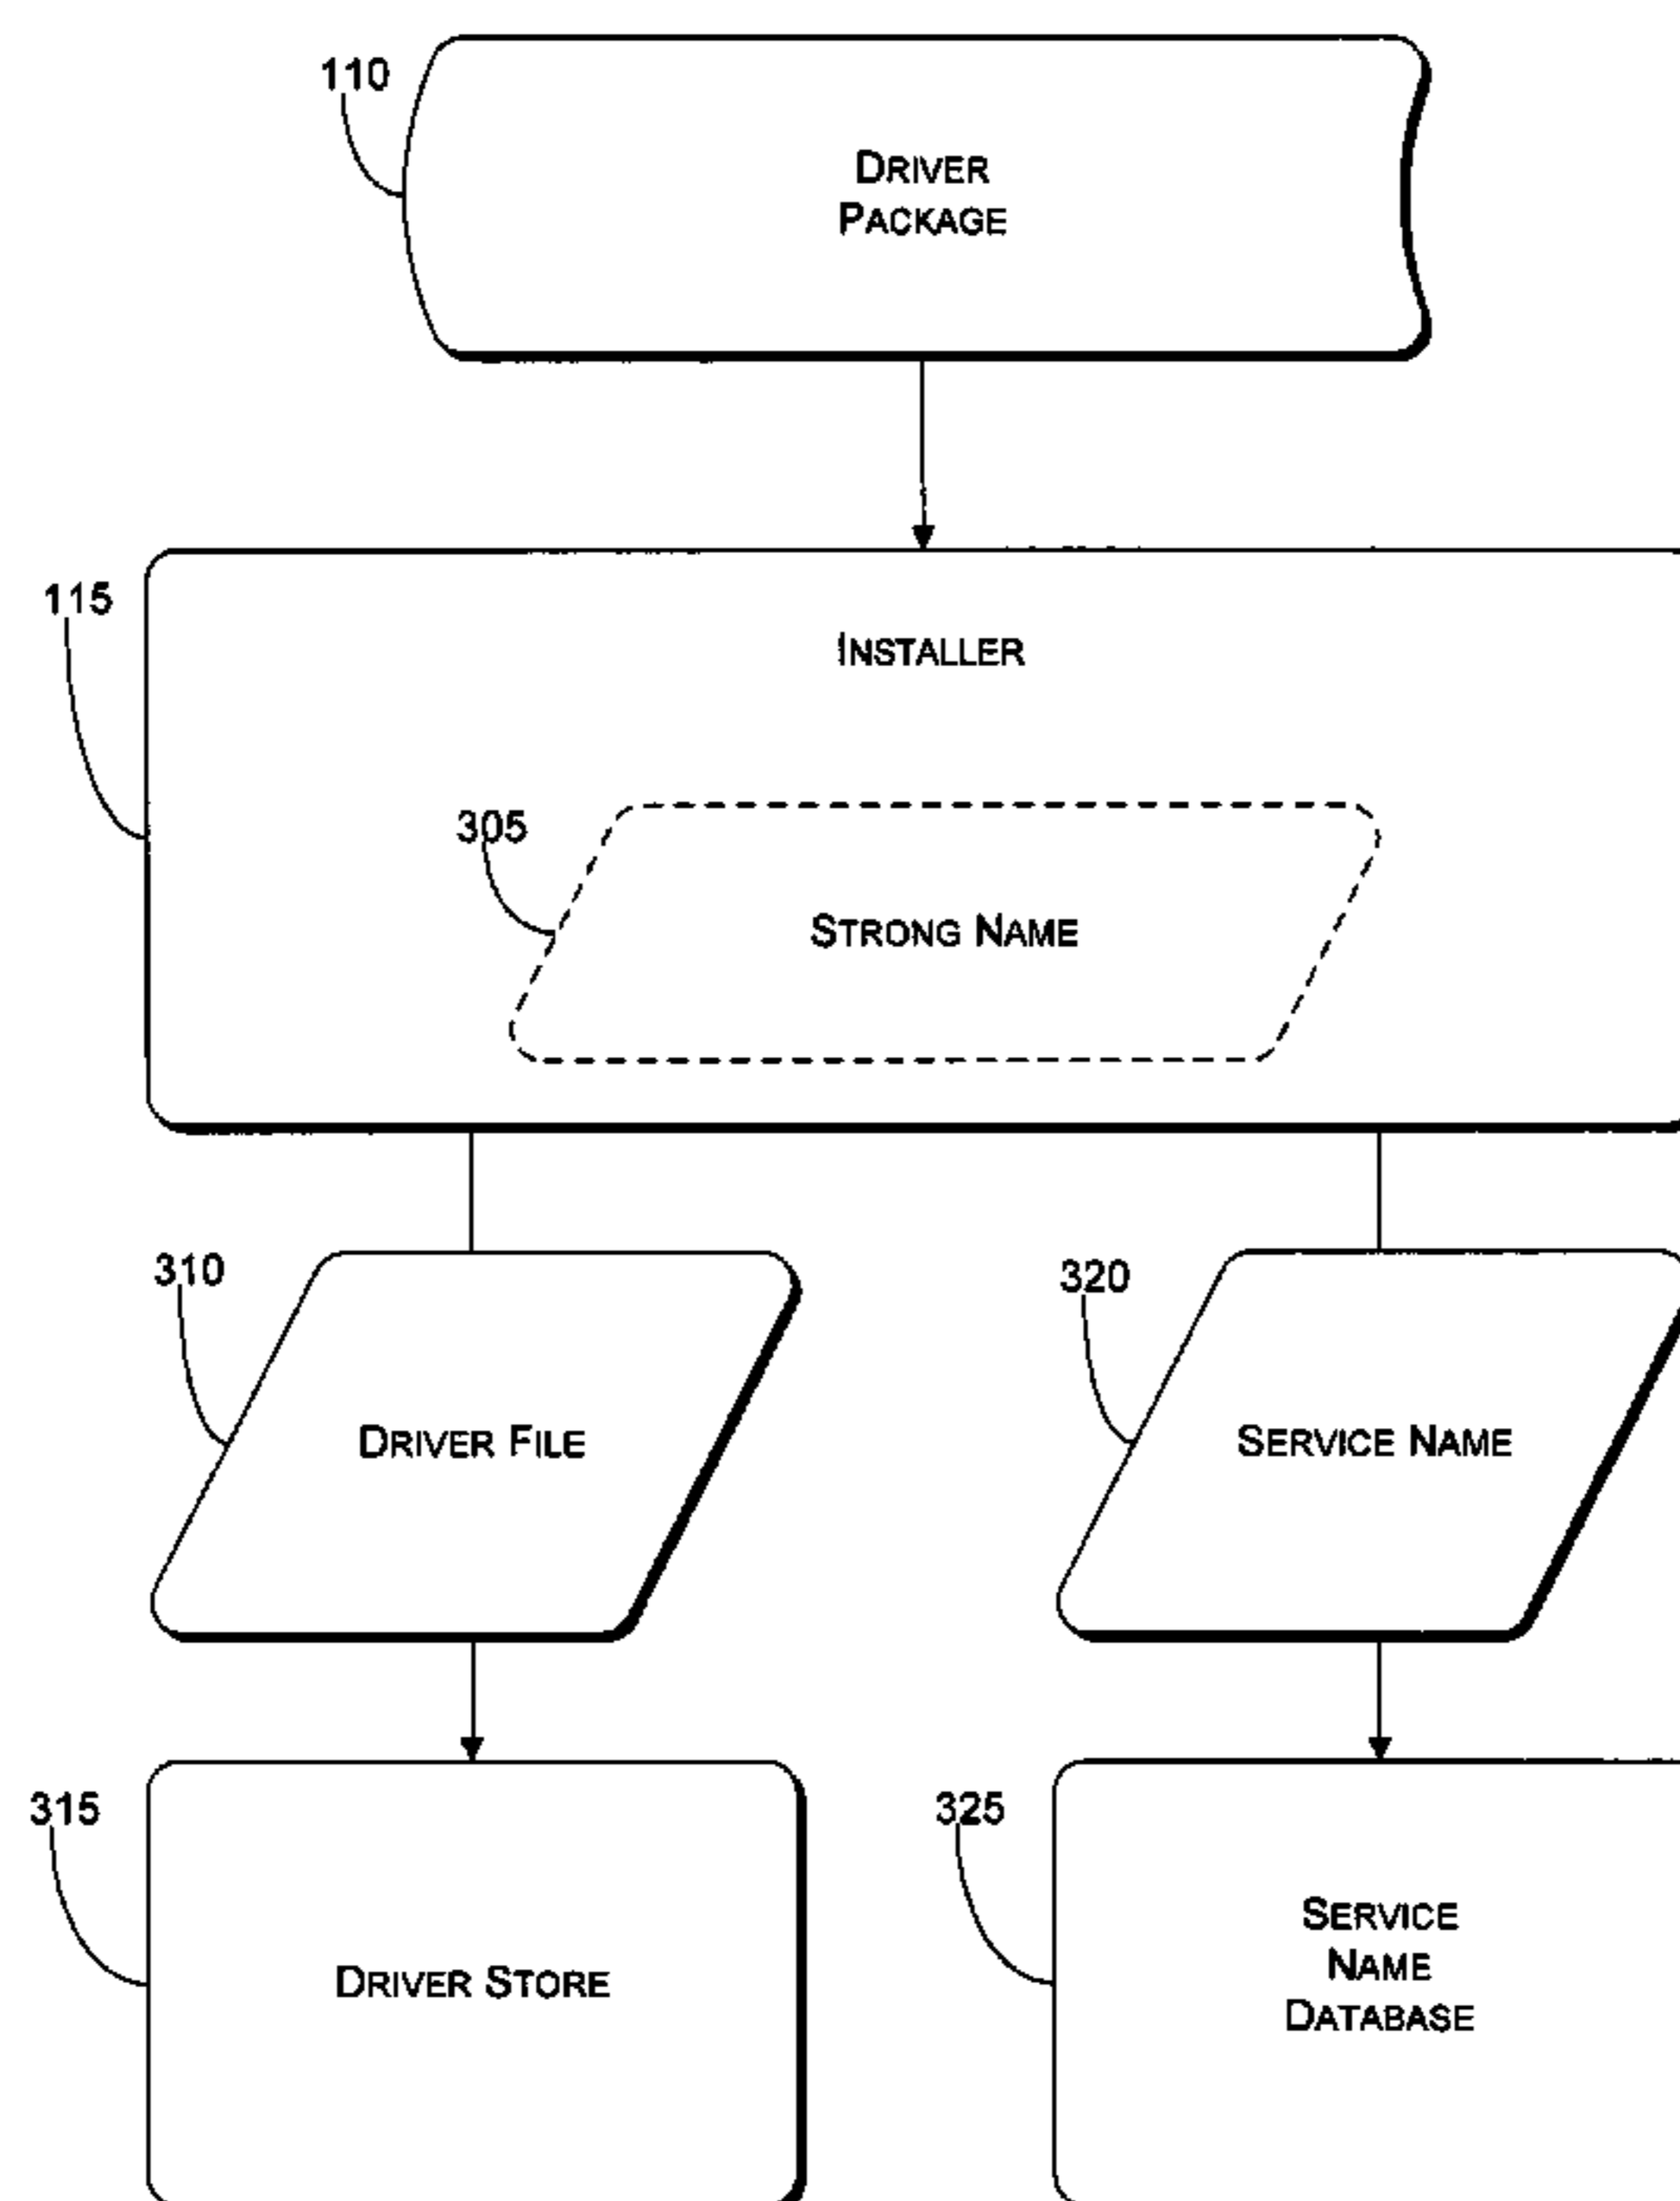 110
DRIVER
PACKAGE
115
INSTALLER
305
STRONG NAME
310
DRIVER FILE
320
SERVICE NAME
315
DRIVER STORE
325
SERVICE
NAME
DATABASE